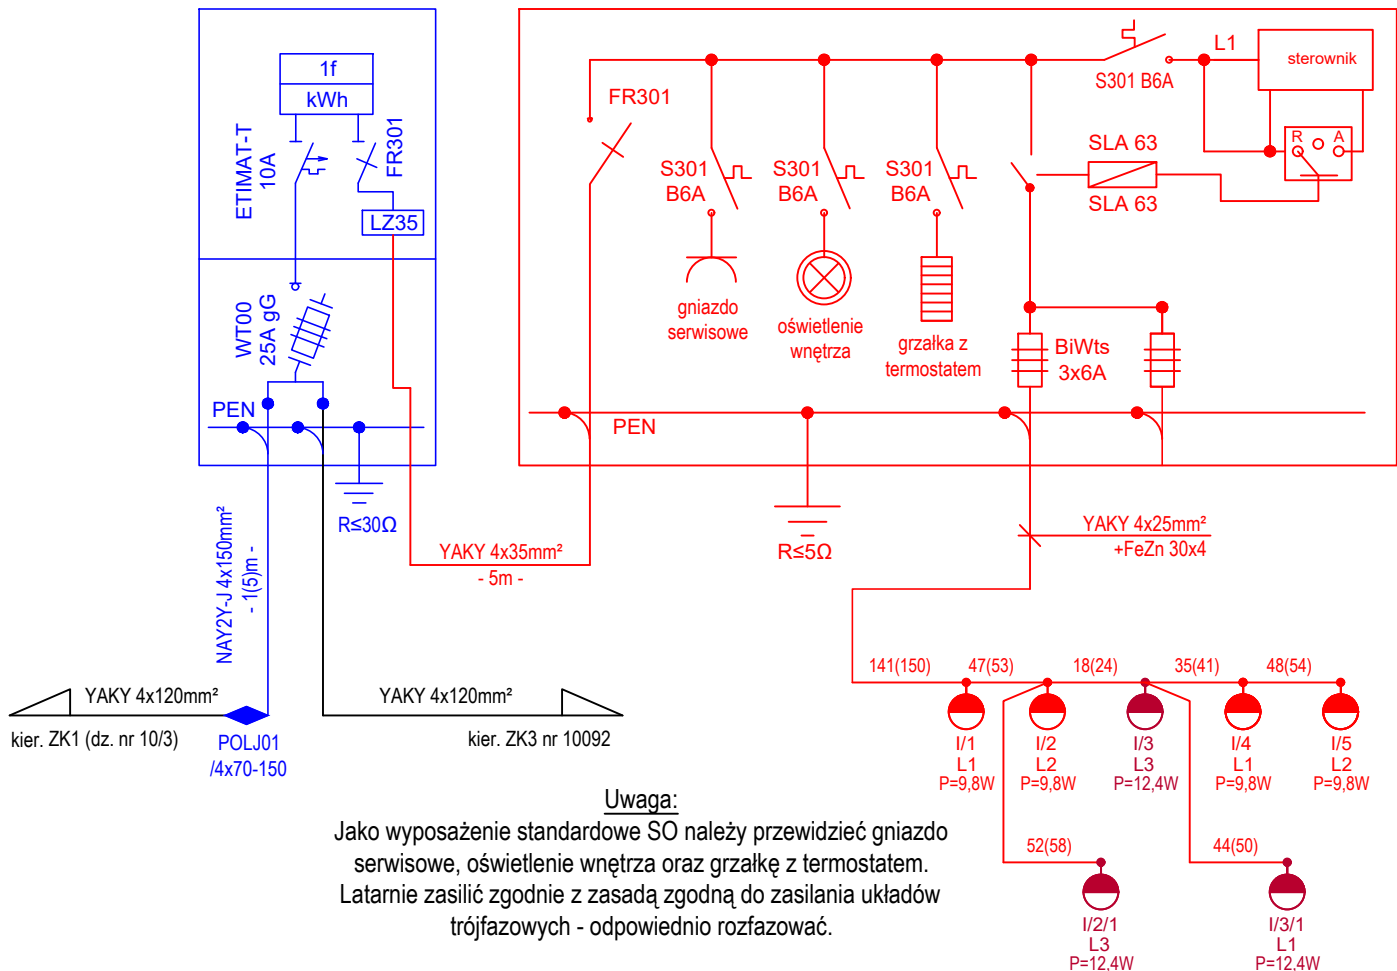 1f
kWh
ETIMAT-T
10A
FR301
LZ35
WT00
25A gG
PEN
R≤30Ω
NAY2Y-J 4x150mm²
- 1(5)m -
YAKY 4x120mm²
kier. ZK1 (dz. nr 10/3)
POLJ01
/4x70-150
YAKY 4x120mm²
kier. ZK3 nr 10092
YAKY 4x35mm²
- 5m -
FR301
S301
B6A
gniazdo
serwisowe
S301
B6A
oświetlenie
wnętrza
S301
B6A
grzałka z
termostatem
S301 B6A
L1
sterownik
R
A
SLA 63
SLA 63
BiWts
3x6A
PEN
R≤5Ω
YAKY 4x25mm²
+FeZn 30x4
141(150)
47(53)
18(24)
35(41)
48(54)
I/1
L1
P=9,8W
I/2
L2
P=9,8W
I/3
L3
P=12,4W
I/4
L1
P=9,8W
I/5
L2
P=9,8W
52(58)
44(50)
I/2/1
L3
P=12,4W
I/3/1
L1
P=12,4W
Uwaga:
Jako wyposażenie standardowe SO należy przewidzieć gniazdo
serwisowe, oświetlenie wnętrza oraz grzałkę z termostatem.
Latarnie zasilić zgodnie z zasadą zgodną do zasilania układów
trójfazowych - odpowiednio rozfazować.